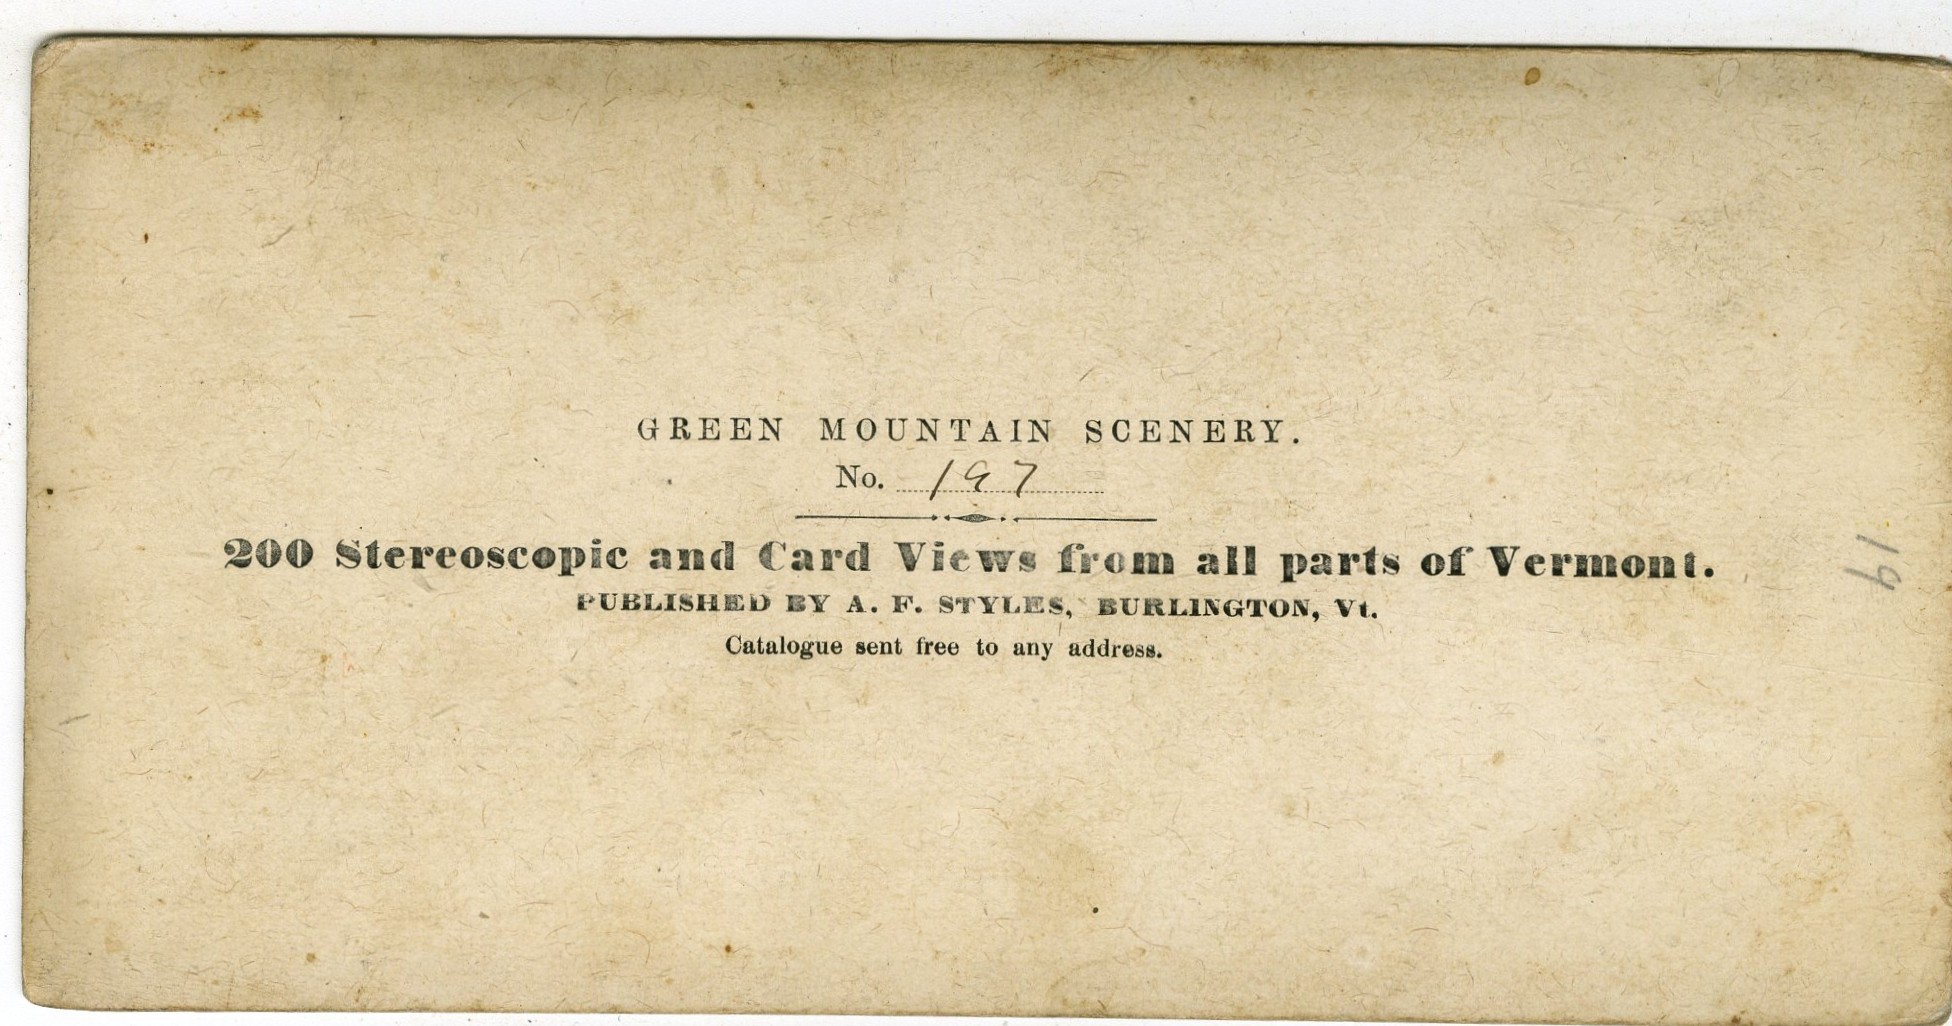 GREEN MOUNTAIN SCENERY.
No. 197
200 Stereoscopic and Card Views from all parts of Vermont.
PUBLISHED BY A. F. STYLES, BURLINGTON, Vt.
Catalogue sent free to any address.
19